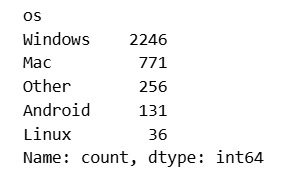 os
Windows    2246
Mac         771
Other       256
Android     131
Linux        36
Name: count, dtype: int64